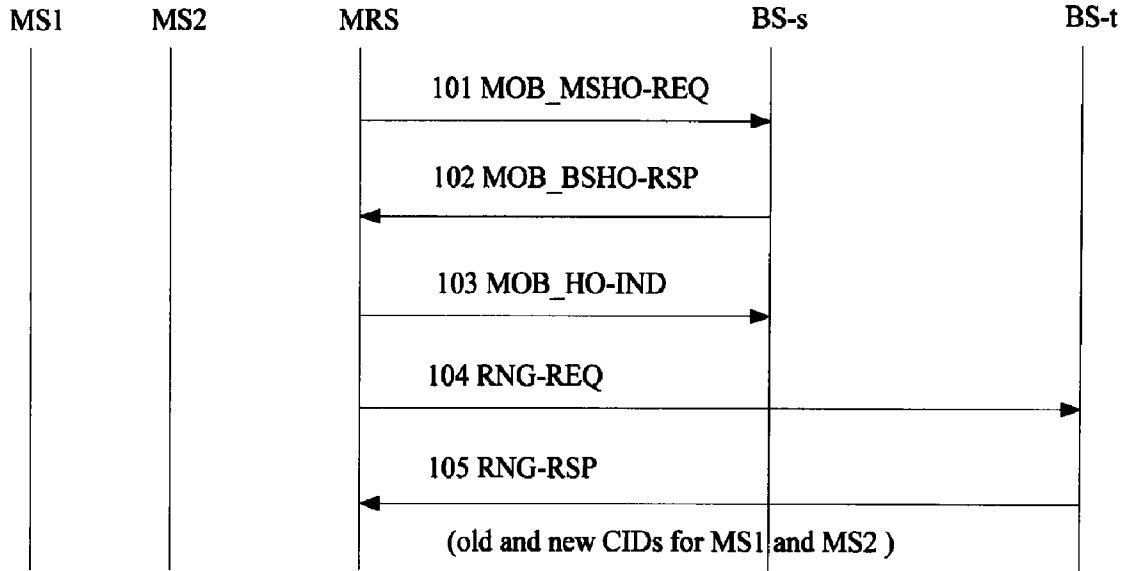 MS1 MS2 MRS BS-s BS-t
101 MOB_MSHO-REQ
102 MOB_BSHO-RSP
103 MOB_HO-IND
104 RNG-REQ
105 RNG-RSP
(old and new CIDs for MS1 and MS2 )